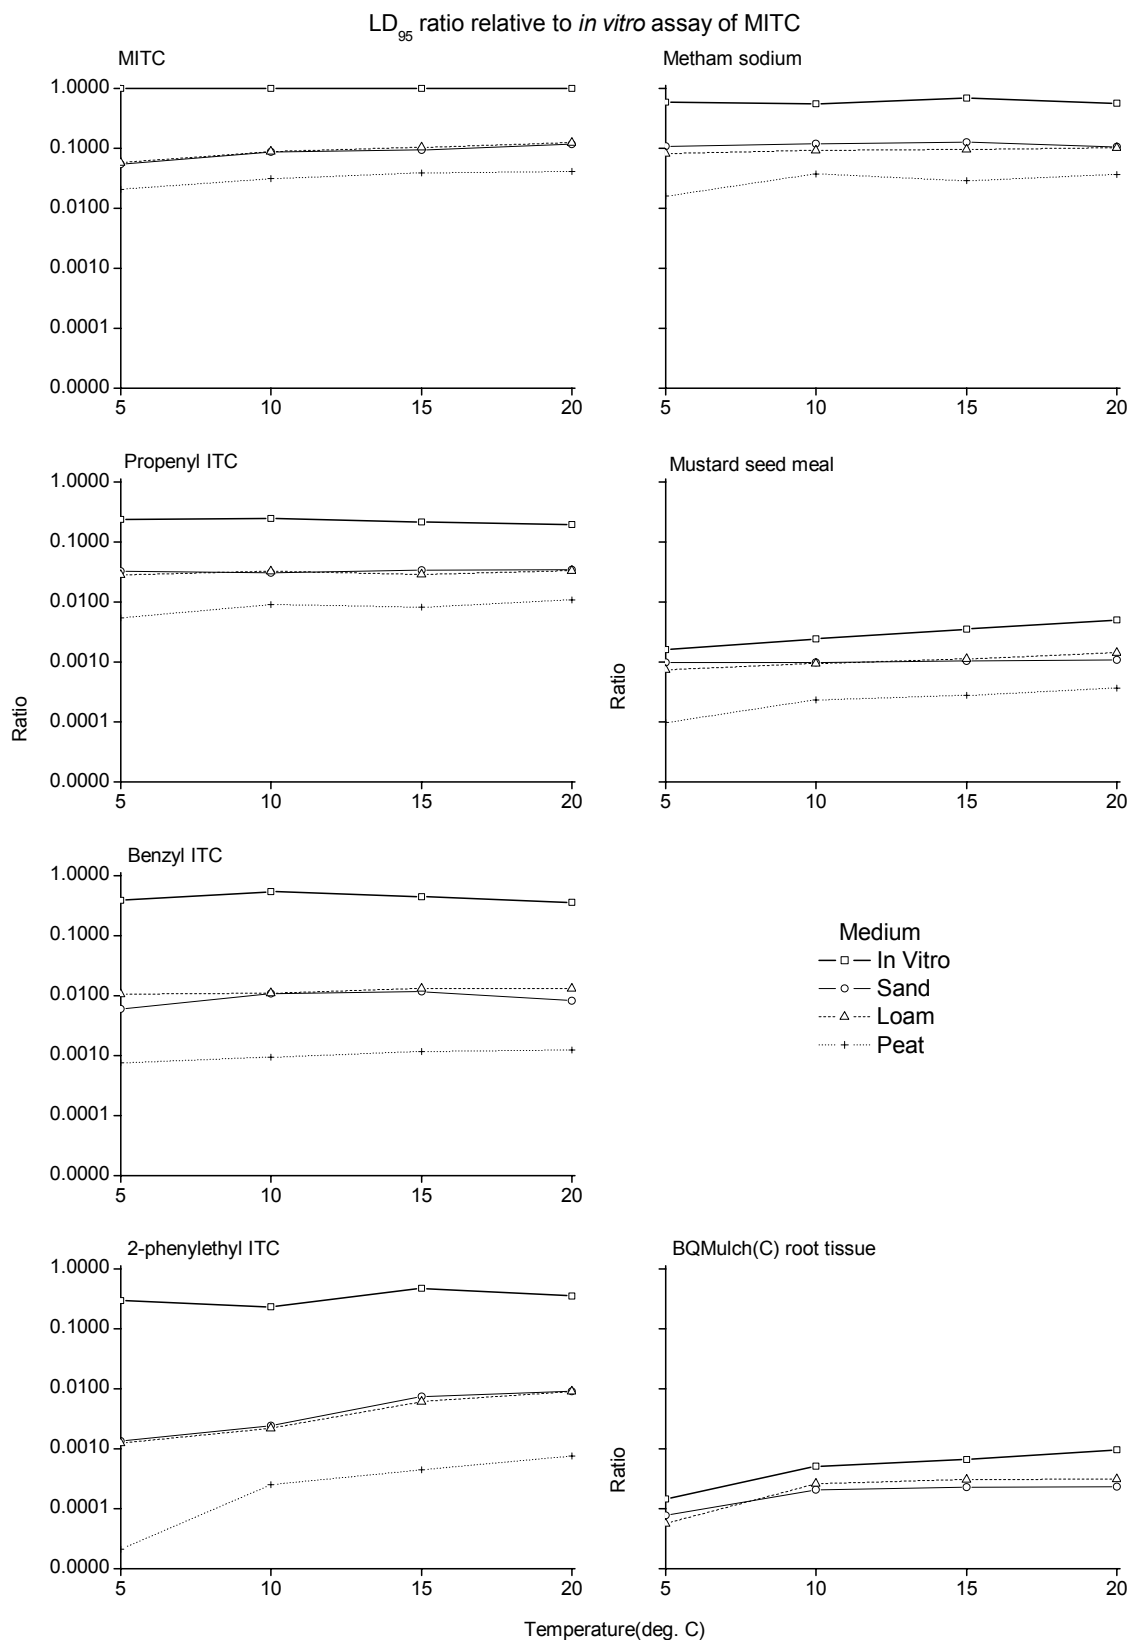 LD95 ratio relative to in vitro assay of MITC
MITC
1.0000
0.1000
0.0100
0.0010
0.0001
0.0000
5 10 15 20
Metham sodium
5 10 15 20
Propenyl ITC
1.0000
0.1000
0.0100
0.0010
0.0001
0.0000
Ratio
5 10 15 20
Mustard seed meal
Ratio
5 10 15 20
Benzyl ITC
1.0000
0.1000
0.0100
0.0010
0.0001
0.0000
5 10 15 20
Medium
In Vitro
Sand
Loam
Peat
2-phenylethyl ITC
1.0000
0.1000
0.0100
0.0010
0.0001
0.0000
5 10 15 20
BQMulch(C) root tissue
Ratio
5 10 15 20
Temperature(deg. C)